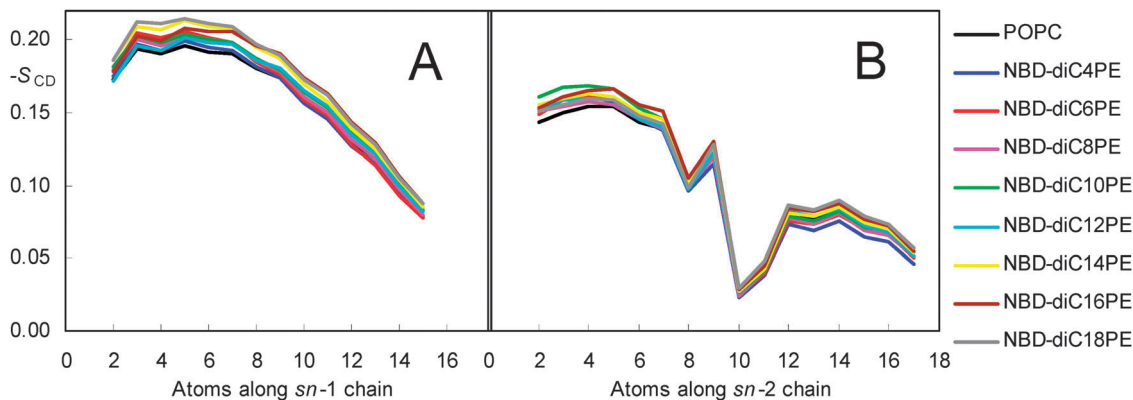 0.20
-SCD
0.15
0.10
0.05
0.00
A
B
0 2 4 6 8 10 12 14 16
0 2 4 6 8 10 12 14 16 18
Atoms along sn-1 chain
Atoms along sn-2 chain
POPC
NBD-diC4PE
NBD-diC6PE
NBD-diC8PE
NBD-diC10PE
NBD-diC12PE
NBD-diC14PE
NBD-diC16PE
NBD-diC18PE